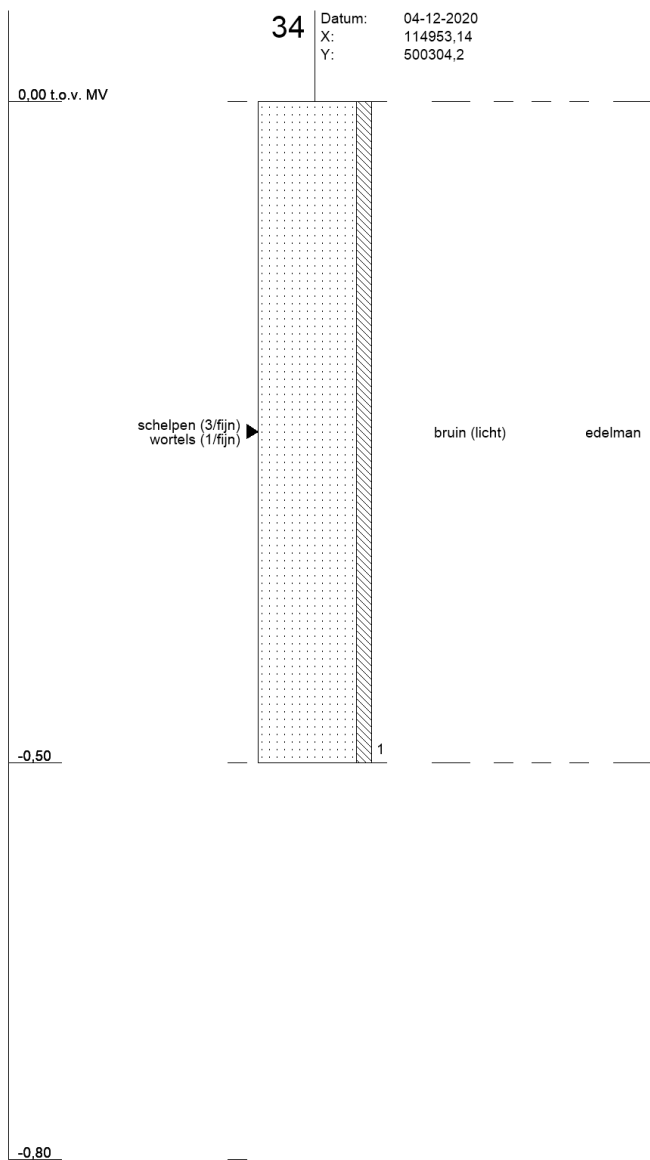 34
Datum: 04-12-2020
X: 114953,14
Y: 500304,2
0,00 t.o.v. MV
schelpen (3/fijn)
wortels (1/fijn)
bruin (licht) edelman
1
-0,50
-0,80